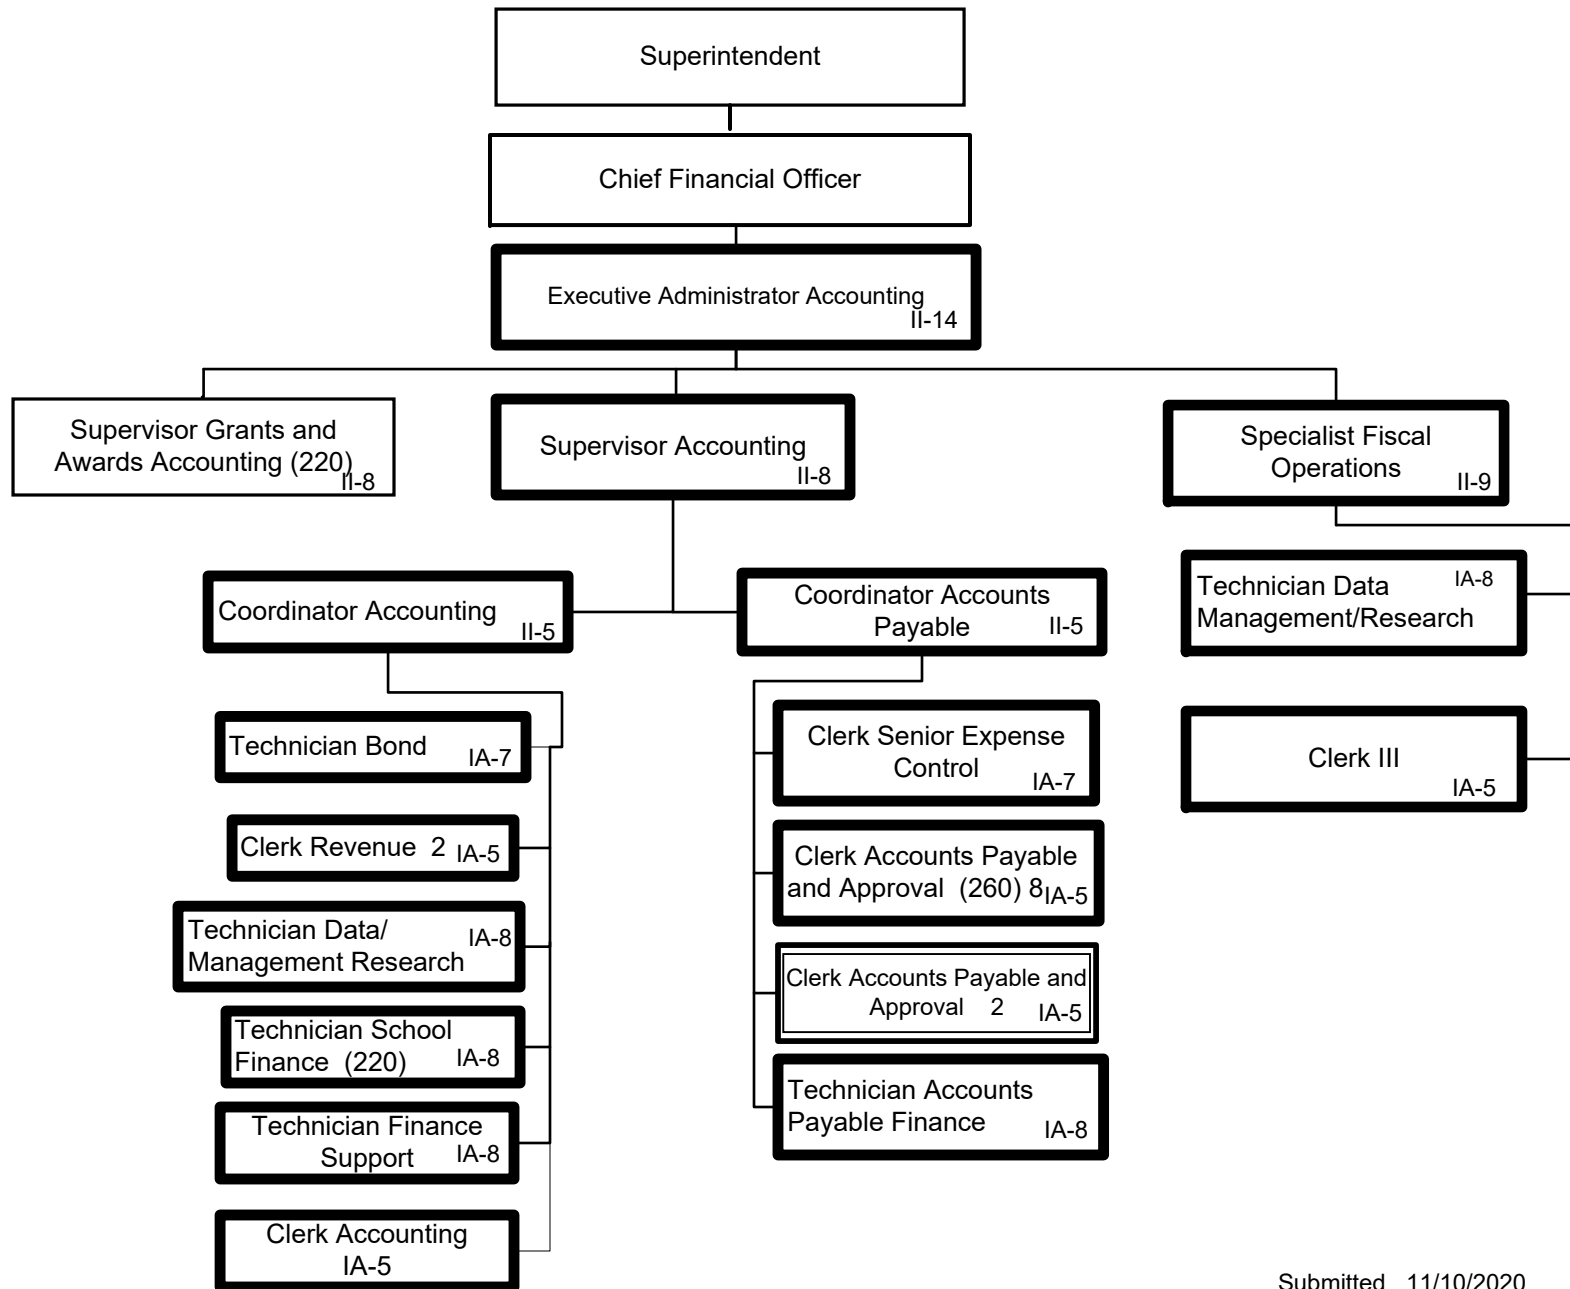 Superintendent
Chief Financial Officer
Executive Administrator Accounting
II-14
Supervisor Grants and
Awards Accounting (220)
II-8
Supervisor Accounting
II-8
Specialist Fiscal
Operations
II-9
Coordinator Accounting
II-5
Coordinator Accounts
Payable II-5
Technician Data IA-8
Management/Research
Clerk III
IA-5
Technician Bond
IA-7
Clerk Revenue 2 IA-5
Technician Data/ IA-8
Management Research
Technician School
Finance (220) IA-8
Technician Finance
Support IA-8
Clerk Accounting
IA-5
Clerk Senior Expense
Control
IA-7
Clerk Accounts Payable
and Approval (260) 8 IA-5
Clerk Accounts Payable and
Approval 2 IA-5
Technician Accounts
Payable Finance IA-8
Submitted 11/10/2020